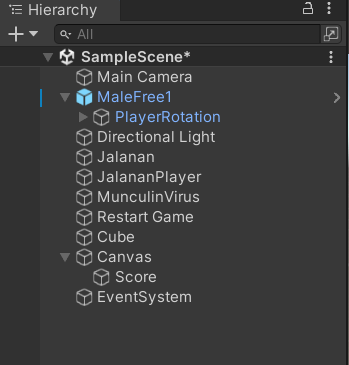 Hierarchy
All
SampleScene*
Main Camera
MaleFree1
PlayerRotation
Directional Light
Jalanan
JalananPlayer
MunculinVirus
Restart Game
Cube
Canvas
Score
EventSystem